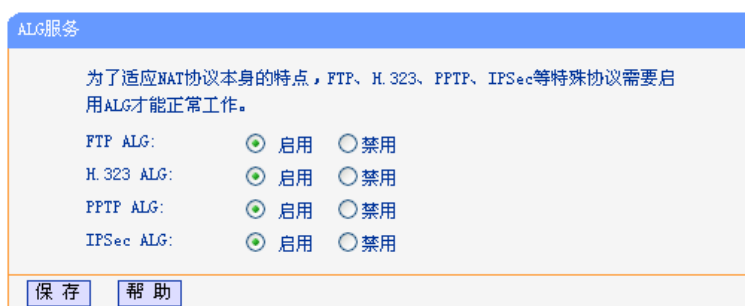 ALG服务
为了适应NAT协议本身的特点，FTP、H.323、PPTP、IPSec等特殊协议需要启
用ALG才能正常工作。
FTP ALG: 启用 禁用
H.323 ALG: 启用 禁用
PPTP ALG: 启用 禁用
IPSec ALG: 启用 禁用
保 存 帮 助